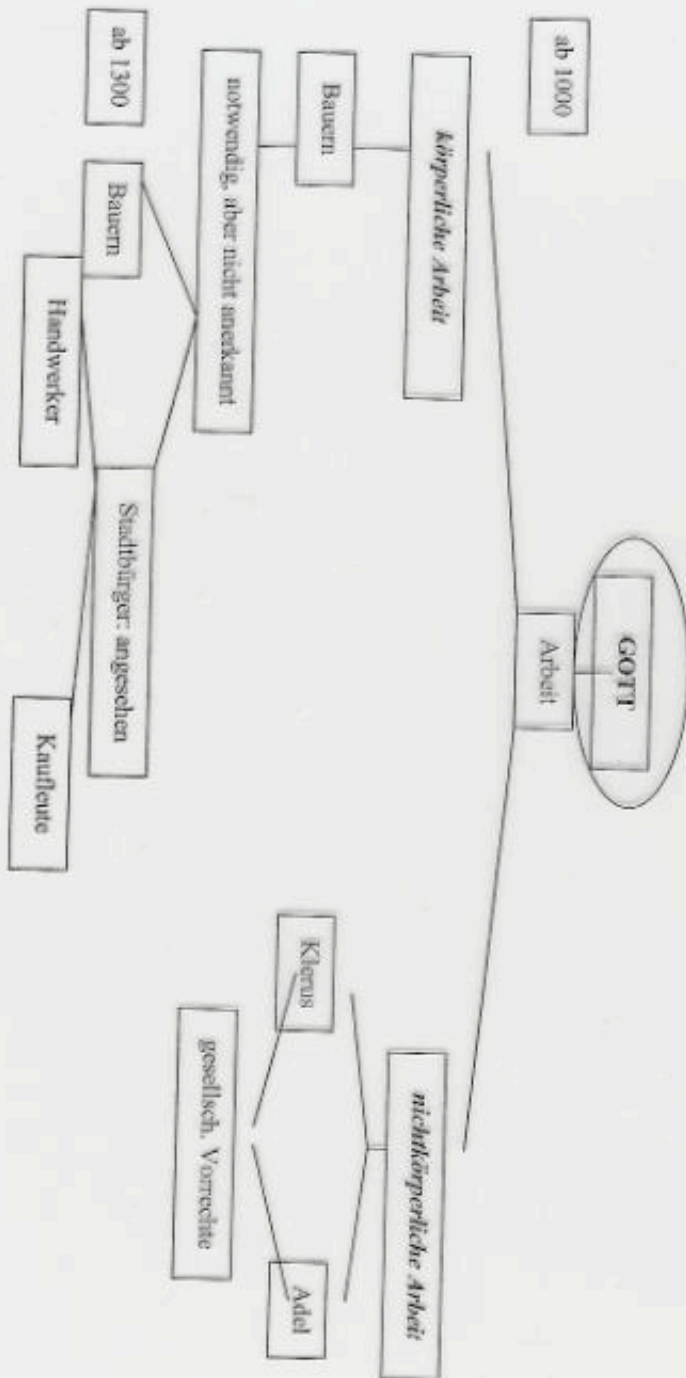 GOTT
ab 1000
Arbeit
körperliche Arbeit
nichtkörperliche Arbeit
Bauern
Klerus
Adel
notwendig, aber nicht anerkannt
gesellsch. Vorrechte
ab 1300
Bauern
Stadtbürger: angesehen
Handwerker
Kaufleute